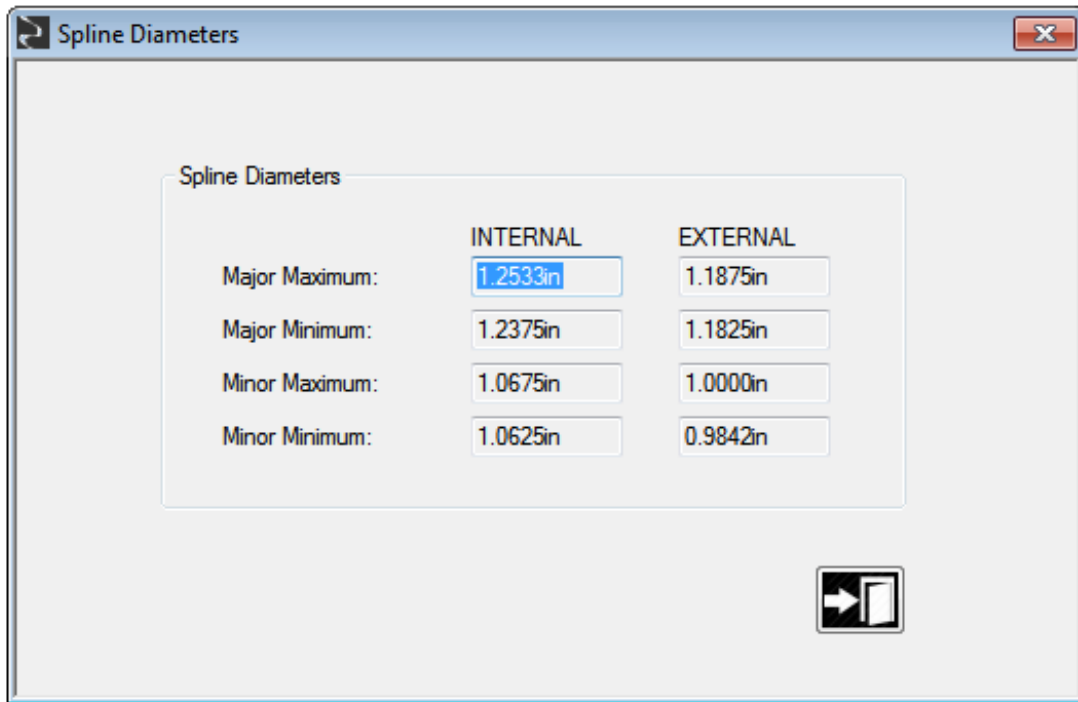 Spline Diameters
Spline Diameters
INTERNAL EXTERNAL
Major Maximum: 1.2533in 1.1875in
Major Minimum: 1.2375in 1.1825in
Minor Maximum: 1.0675in 1.0000in
Minor Minimum: 1.0625in 0.9842in